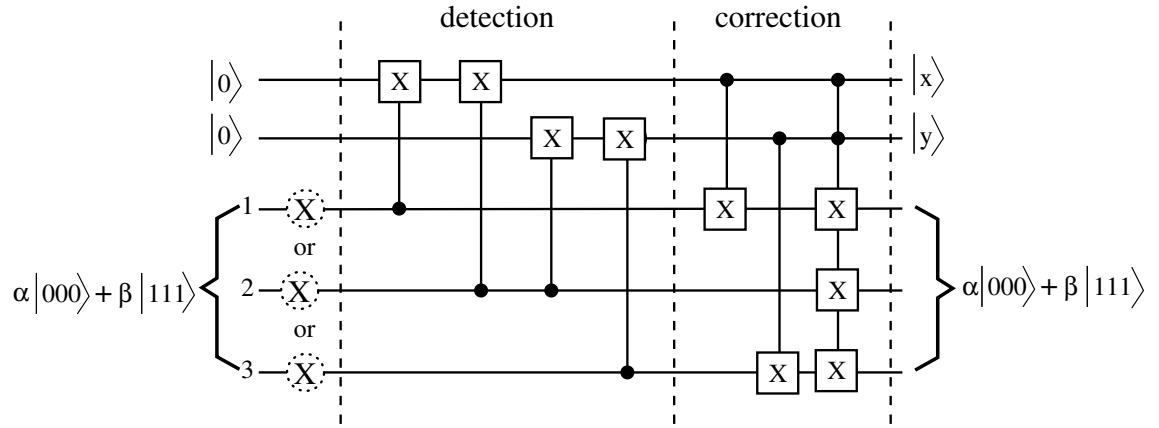 detection correction
|0⟩ X X |x⟩
|0⟩ X X |y⟩
1 X X X
or
α|000⟩ + β|111⟩ 2 X X α|000⟩ + β|111⟩
or
3 X X X